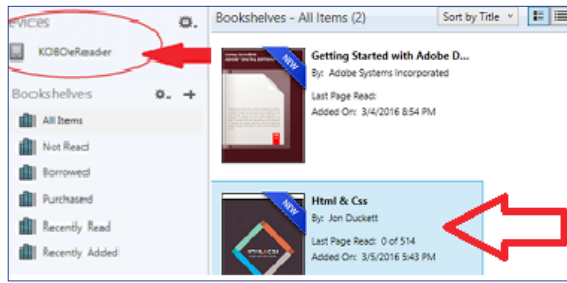 evices
KOBOeReader
Bookshelves
All Items
Not Read
Borrowed
Purchased
Recently Read
Recently Added
Bookshelves - All Items (2)
Sort by Title
NEW
Getting Started with Adobe D...
By: Adobe Systems Incorporated
Last Page Read:
Added On: 3/4/2016 8:54 PM
NEW
HTML&CSS
Html & Css
By: Jon Duckett
Last Page Read: 0 of 514
Added On: 3/5/2016 5:43 PM